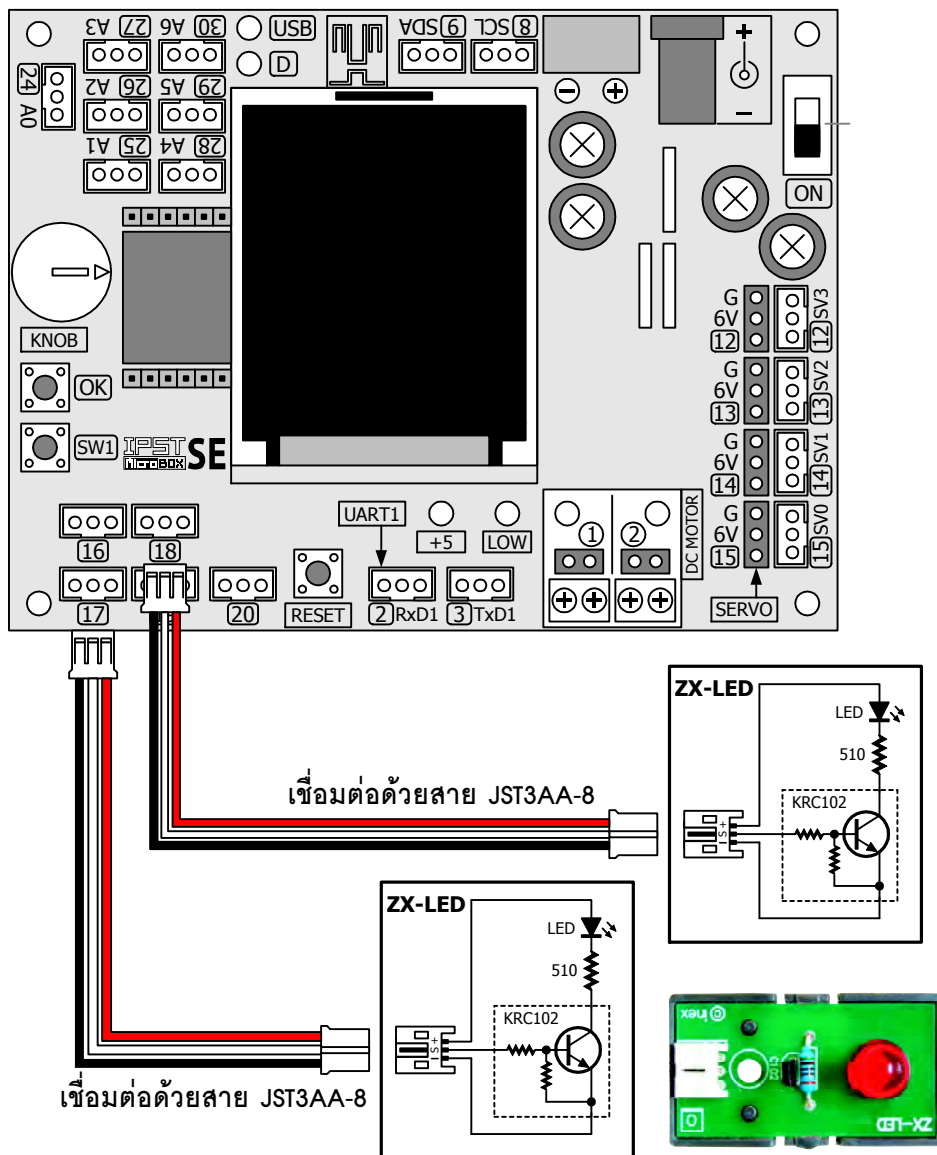 A3 27 A6 30 USB
9 SDA 8 SCL
+
D
24 A0
A2 26 A5 29
− +
−
A1 25 A4 28
ON
KNOB
G
6V
12
12 SV3
OK
G
6V
13
13 SV2
SW1
IPST
MicroBOX SE
G
6V
14
14 SV1
16
18
UART1
+5
LOW
1
2
DC MOTOR
G
6V
15
15 SV0
17
20
RESET
2 RxD1
3 TxD1
SERVO
ZX-LED
LED
510
KRC102
+
S
เชื่อมต่อด้วยสาย JST3AA-8
ZX-LED
LED
510
KRC102
+
S
เชื่อมต่อด้วยสาย JST3AA-8
© inex
C102
O
ZX-LED